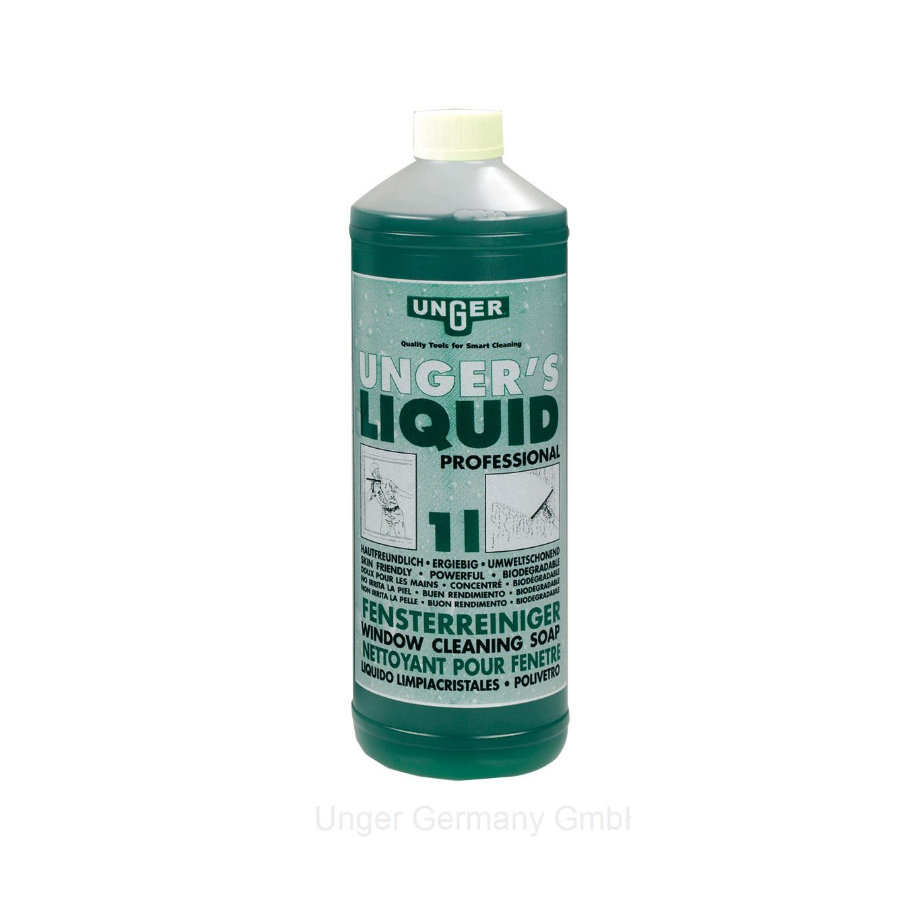 UNGER
Quality Tools for Smart Cleaning
UNGER'S
LIQUID
PROFESSIONAL
1l
HAUTFREUNDLICH • ERGIEBIG • UMWELTSCHONEND
SKIN FRIENDLY • POWERFUL • BIODEGRADABLE
DOUX POUR LES MAINS • CONCENTRÉ • BIODEGRADABLE
NO IRRITA LA PIEL • BUEN RENDIMIENTO • BIODEGRADABLE
NON IRRITA LA PELLE • BUON RENDIMENTO • BIODEGRADABLE
FENSTERREINIGER
WINDOW CLEANING SOAP
NETTOYANT POUR FENETRE
LIQUIDO LIMPIACRISTALES • POLIVETRO
Unger Germany Gmb